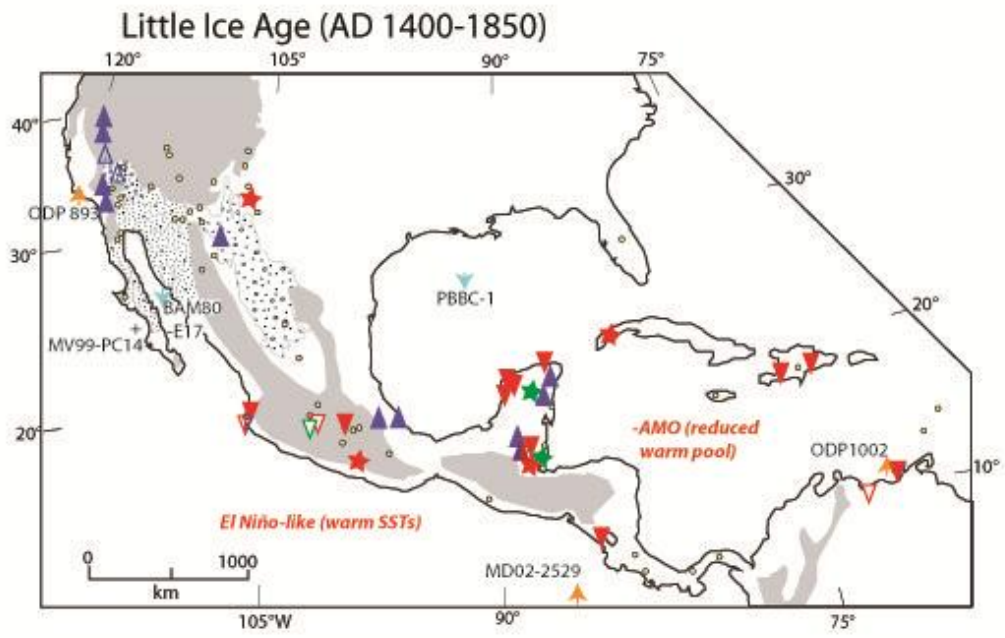 Little Ice Age (AD 1400-1850)
120° 105° 90° 75°
40°
30°
ODP 893
30°
PBBC-1
20°
BAM80
-E17
MV99-PC14
20°
-AMO (reduced
warm pool)
ODP1002
10°
El Niño-like (warm SSTs)
0 1000
km
MD02-2529
105°W 90° 75°